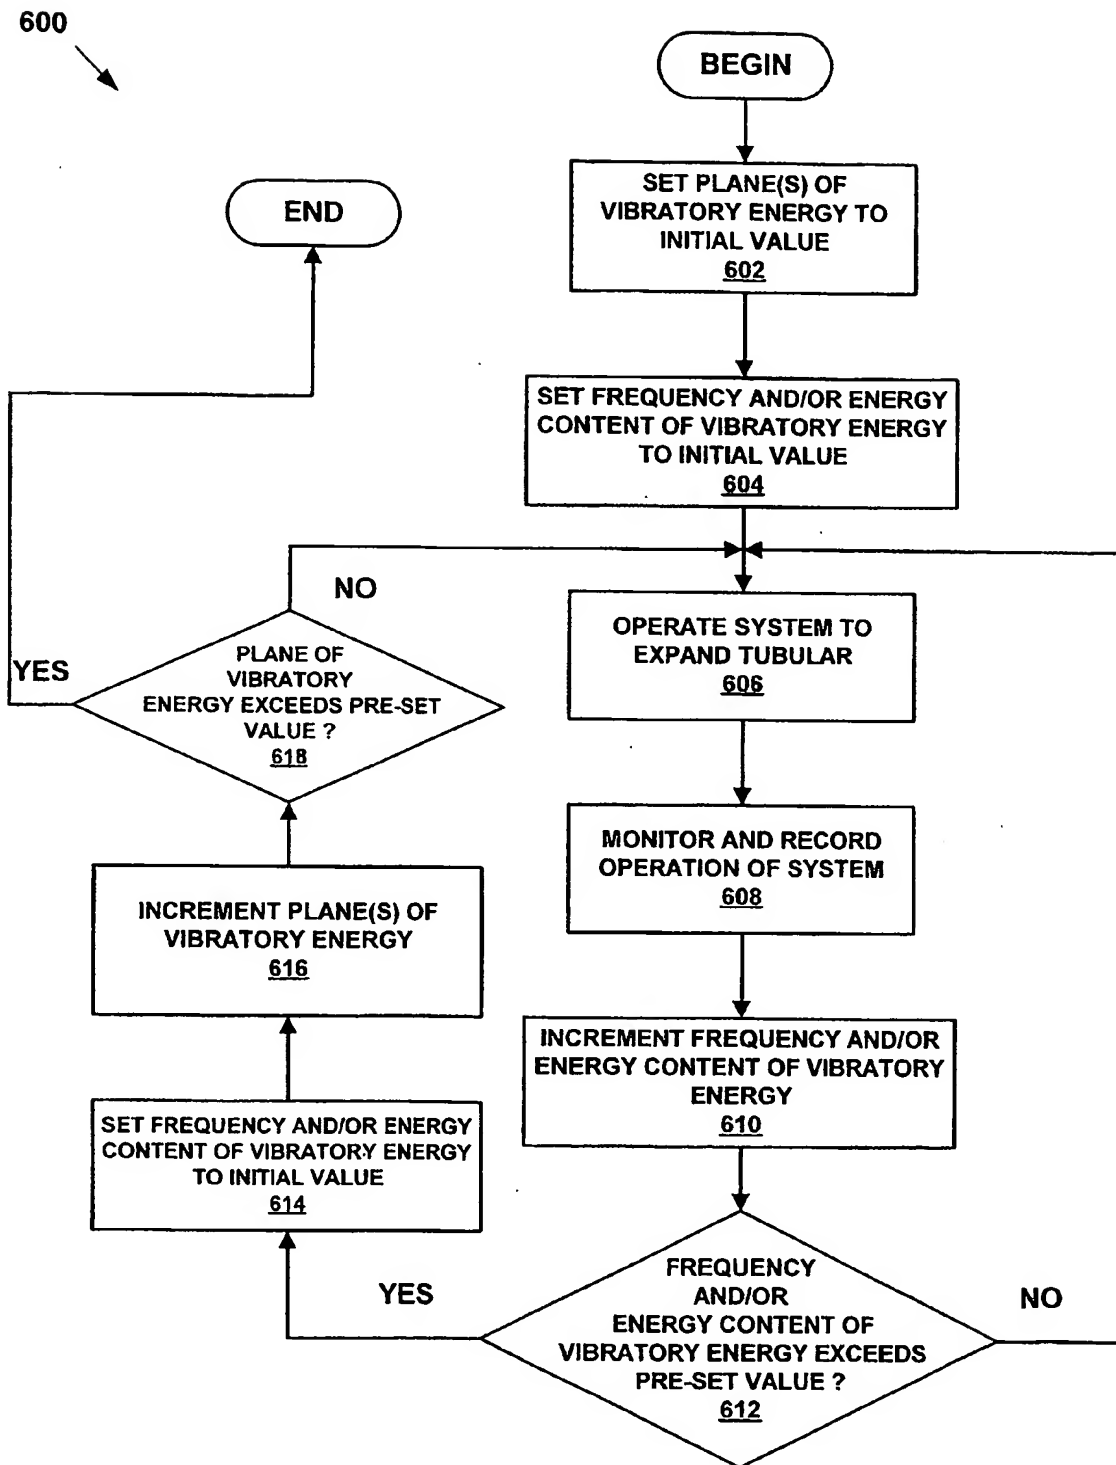 600
BEGIN
SET PLANE(S) OF
VIBRATORY ENERGY TO
INITIAL VALUE
602
END
SET FREQUENCY AND/OR ENERGY
CONTENT OF VIBRATORY ENERGY
TO INITIAL VALUE
604
NO
OPERATE SYSTEM TO
EXPAND TUBULAR
606
YES
PLANE OF
VIBRATORY
ENERGY EXCEEDS PRE-SET
VALUE ?
618
MONITOR AND RECORD
OPERATION OF SYSTEM
608
INCREMENT PLANE(S) OF
VIBRATORY ENERGY
616
INCREMENT FREQUENCY AND/OR
ENERGY CONTENT OF VIBRATORY
ENERGY
610
SET FREQUENCY AND/OR ENERGY
CONTENT OF VIBRATORY ENERGY
TO INITIAL VALUE
614
YES
FREQUENCY
AND/OR
ENERGY CONTENT OF
VIBRATORY ENERGY EXCEEDS
PRE-SET VALUE ?
612
NO